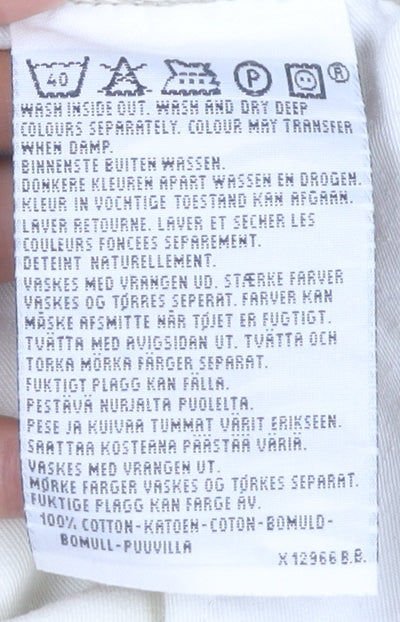 40 P ®
WASH INSIDE OUT. WASH AND DRY DEEP
COLOURS SEPARATELY. COLOUR MAY TRANSFER
WHEN DAMP.
BINNENSTE BUITEN WASSEN.
DONKERE KLEUREN APART WASSEN EN DROGEN.
KLEUR IN VOCHTIGE TOESTAND KAN AFGAAN.
LAVER RETOURNE. LAVER ET SECHER LES
COULEURS FONCEES SEPAREMENT.
DETEINT NATURELLEMENT.
VASKES MED VRANGEN UD. STÆRKE FARVER
VASKES OG TØRRES SEPERAT. FARVER KAN
MÅSKE AFSMITTE NÅR TØJET ER FUGTIGT.
TVÄTTA MED AVIGSIDAN UT. TVÄTTA OCH
TORKA MÖRKA FÄRGER SEPARAT.
FUKTIGT PLAGG KAN FÄLLA.
PESTÄVÄ NURJALTA PUOLELTA.
PESE JA KUIVAA TUMMAT VÄRIT ERIKSEEN.
SAATTAA KOSTEANA PÄÄSTÄÄ VÄRIÄ.
VASKES MED VRANGEN UT.
MØRKE FARGER VASKES OG TØRKES SEPARAT.
FUKTIGE PLAGG KAN FARGE AV.
100% COTTON-KATOEN-COTON-BOMULD-
BOMULL-PUUVILLA
X 12966 B.B.